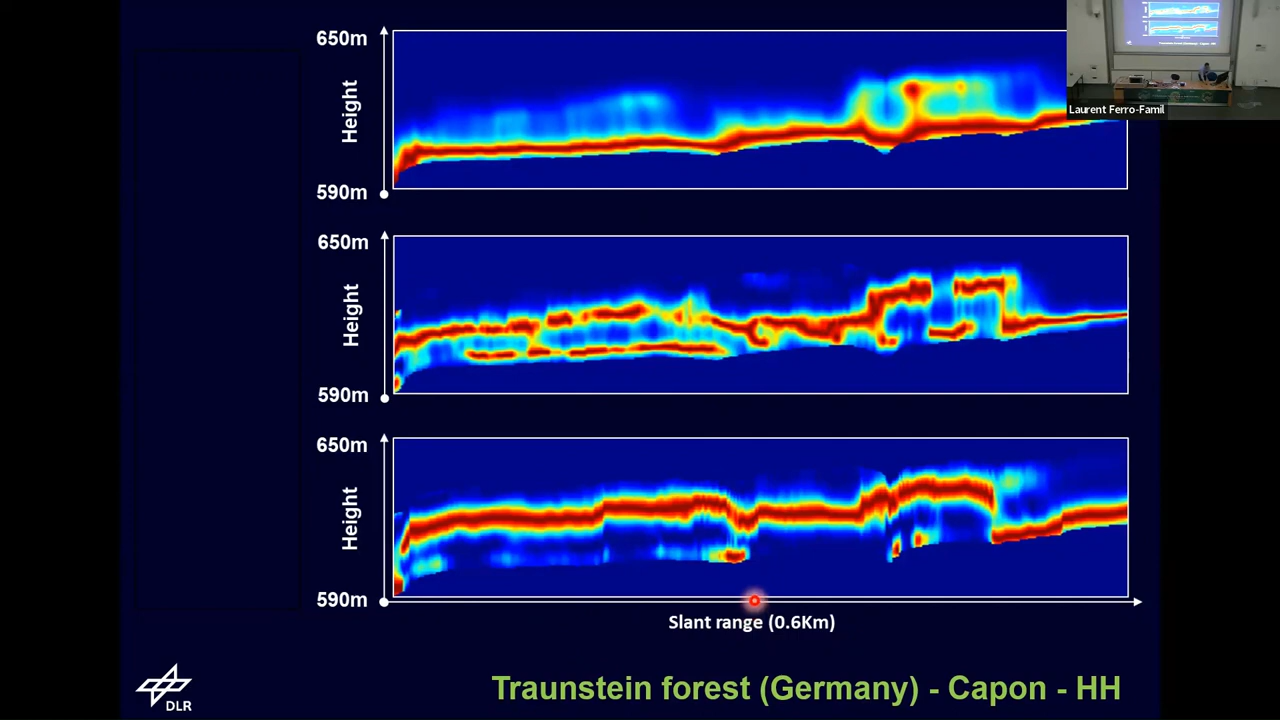 650m
Height
590m
Laurent Ferro-Famil
650m
Height
590m
650m
Height
590m
Slant range (0.6Km)
Traunstein forest (Germany) - Capon - HH
DLR